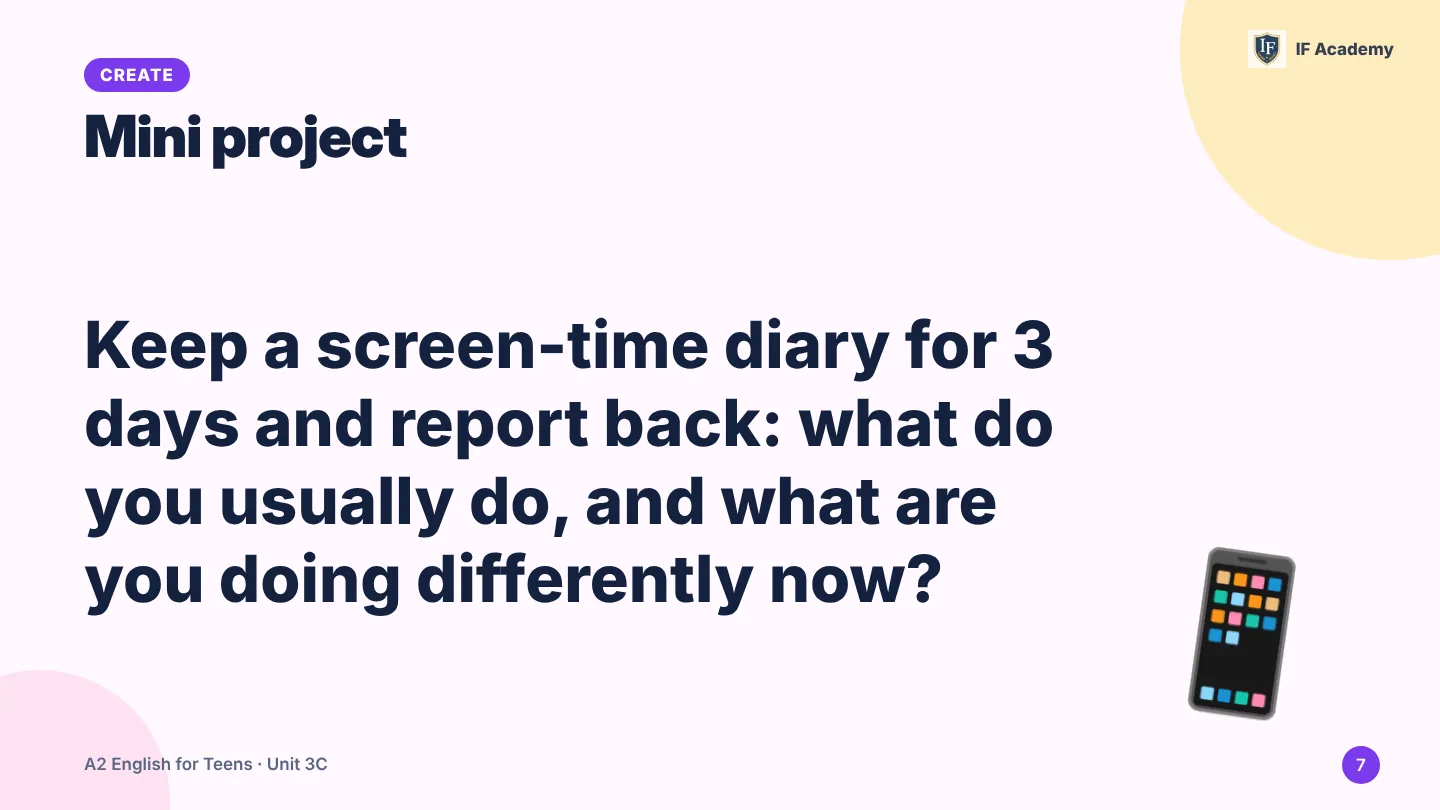 CREATE
IF
IF Academy
Mini project
Keep a screen-time diary for 3
days and report back: what do
you usually do, and what are
you doing differently now?
A2 English for Teens · Unit 3C
7